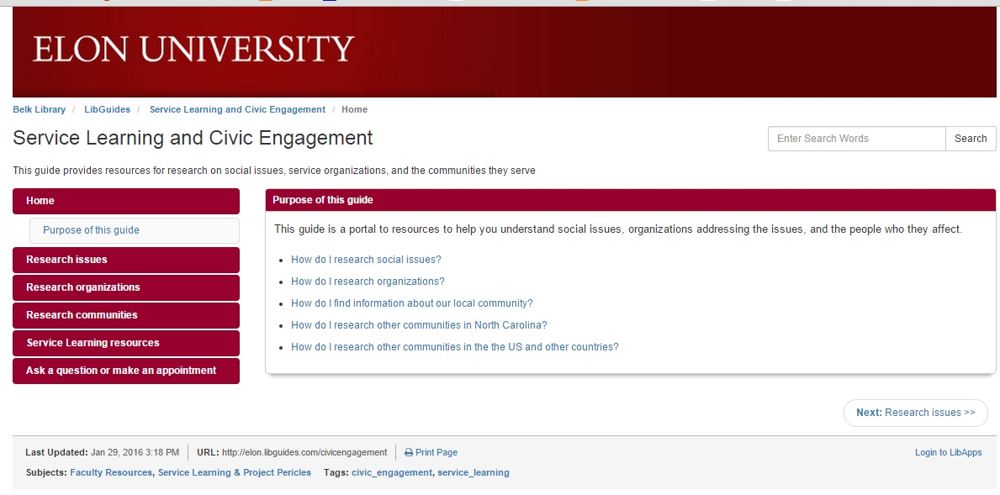 ELON UNIVERSITY
Belk Library / LibGuides / Service Learning and Civic Engagement / Home
Service Learning and Civic Engagement
Enter Search Words Search
This guide provides resources for research on social issues, service organizations, and the communities they serve
Home
Purpose of this guide
Research issues
Research organizations
Research communities
Service Learning resources
Ask a question or make an appointment
Purpose of this guide
This guide is a portal to resources to help you understand social issues, organizations addressing the issues, and the people who they affect.
How do I research social issues?
How do I research organizations?
How do I find information about our local community?
How do I research other communities in North Carolina?
How do I research other communities in the the US and other countries?
Next: Research issues >>
Last Updated: Jan 29, 2016 3:18 PM URL: http://elon.libguides.com/civicengagement Print Page Login to LibApps
Subjects: Faculty Resources, Service Learning & Project Pericles Tags: civic_engagement, service_learning